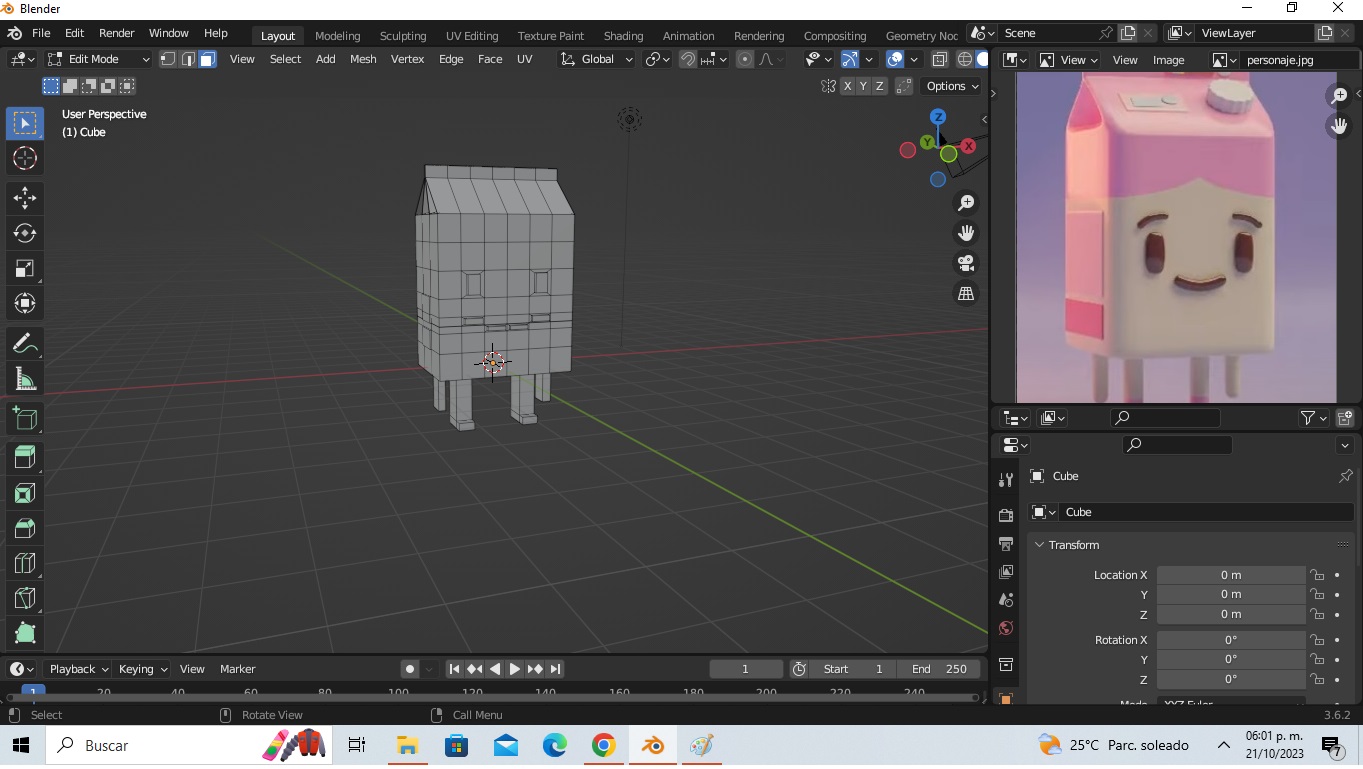 Blender
File Edit Render Window Help Layout Modeling Sculpting UV Editing Texture Paint Shading Animation Rendering Compositing Geometry Noc Scene ViewLayer
Edit Mode View Select Add Mesh Vertex Edge Face UV Global View View Image personaje.jpg
X Y Z Options
User Perspective
(1) Cube
Z
Y
X
Cube
Cube
Transform
Location X 0 m
Y 0 m
Z 0 m
Rotation X 0°
Y 0°
Z 0°
Mode XYZ Euler
Playback Keying View Marker 1 Start 1 End 250
1 20 40 60 80 100 120 140 160 180 200 220 240
Select Rotate View Call Menu 3.6.2
Buscar 25°C Parc. soleado 06:01 p. m.
21/10/2023 7